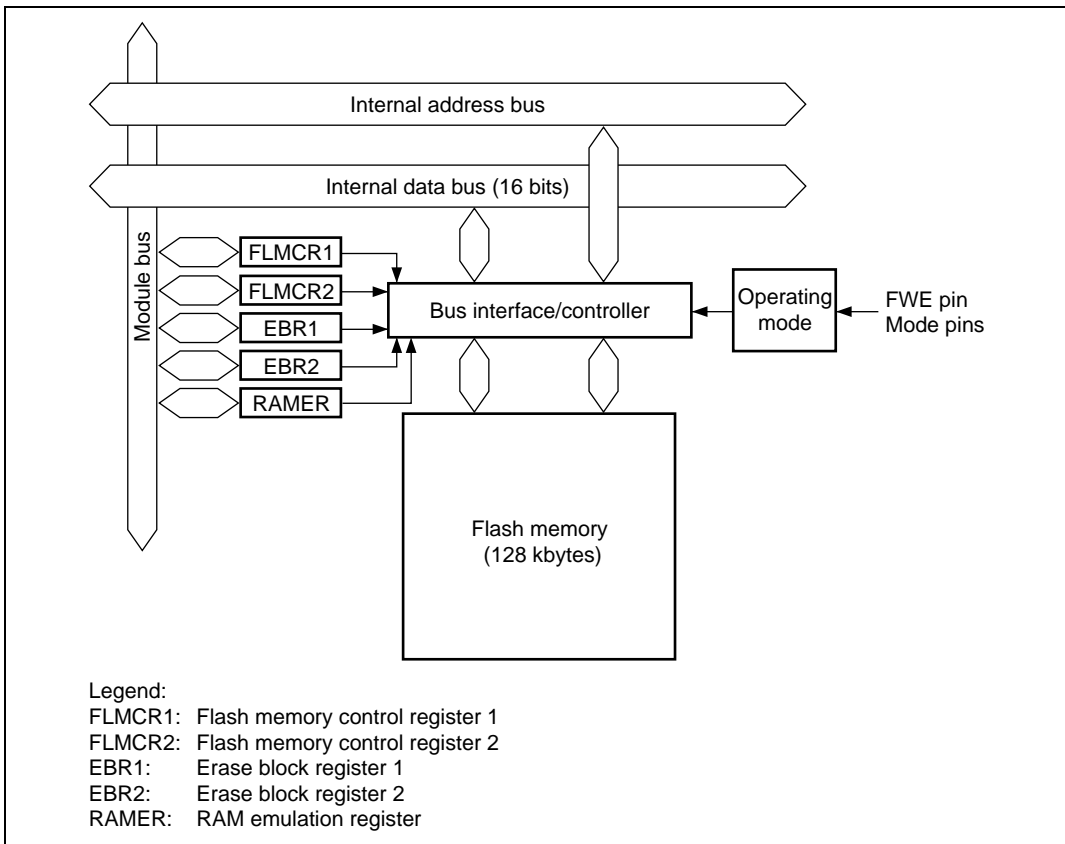 Internal address bus
Internal data bus (16 bits)
Module bus
FLMCR1
FLMCR2
EBR1
EBR2
RAMER
Bus interface/controller
Operating
mode
FWE pin
Mode pins
Flash memory
(128 kbytes)
Legend:
FLMCR1: Flash memory control register 1
FLMCR2: Flash memory control register 2
EBR1: Erase block register 1
EBR2: Erase block register 2
RAMER: RAM emulation register